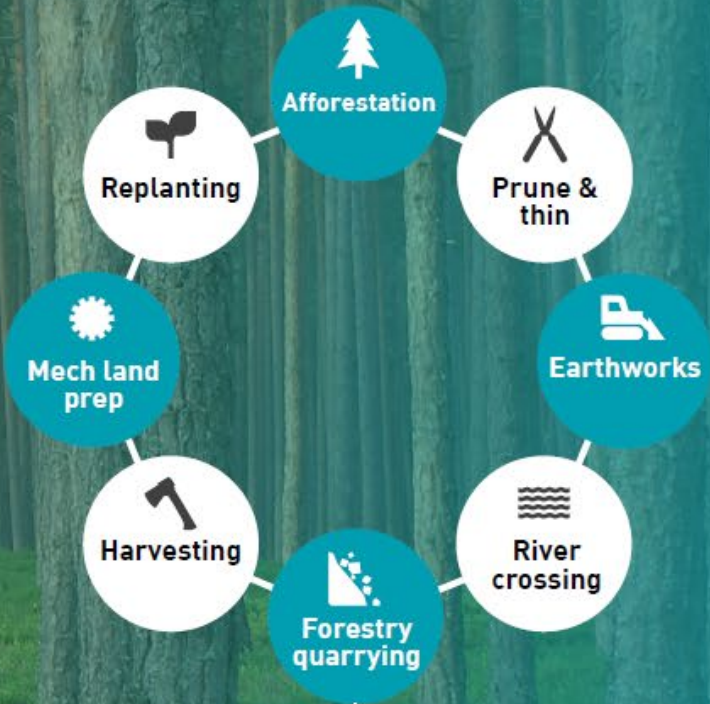 Afforestation
Prune &
thin
Earthworks
River
crossing
Forestry
quarrying
Harvesting
Mech land
prep
Replanting